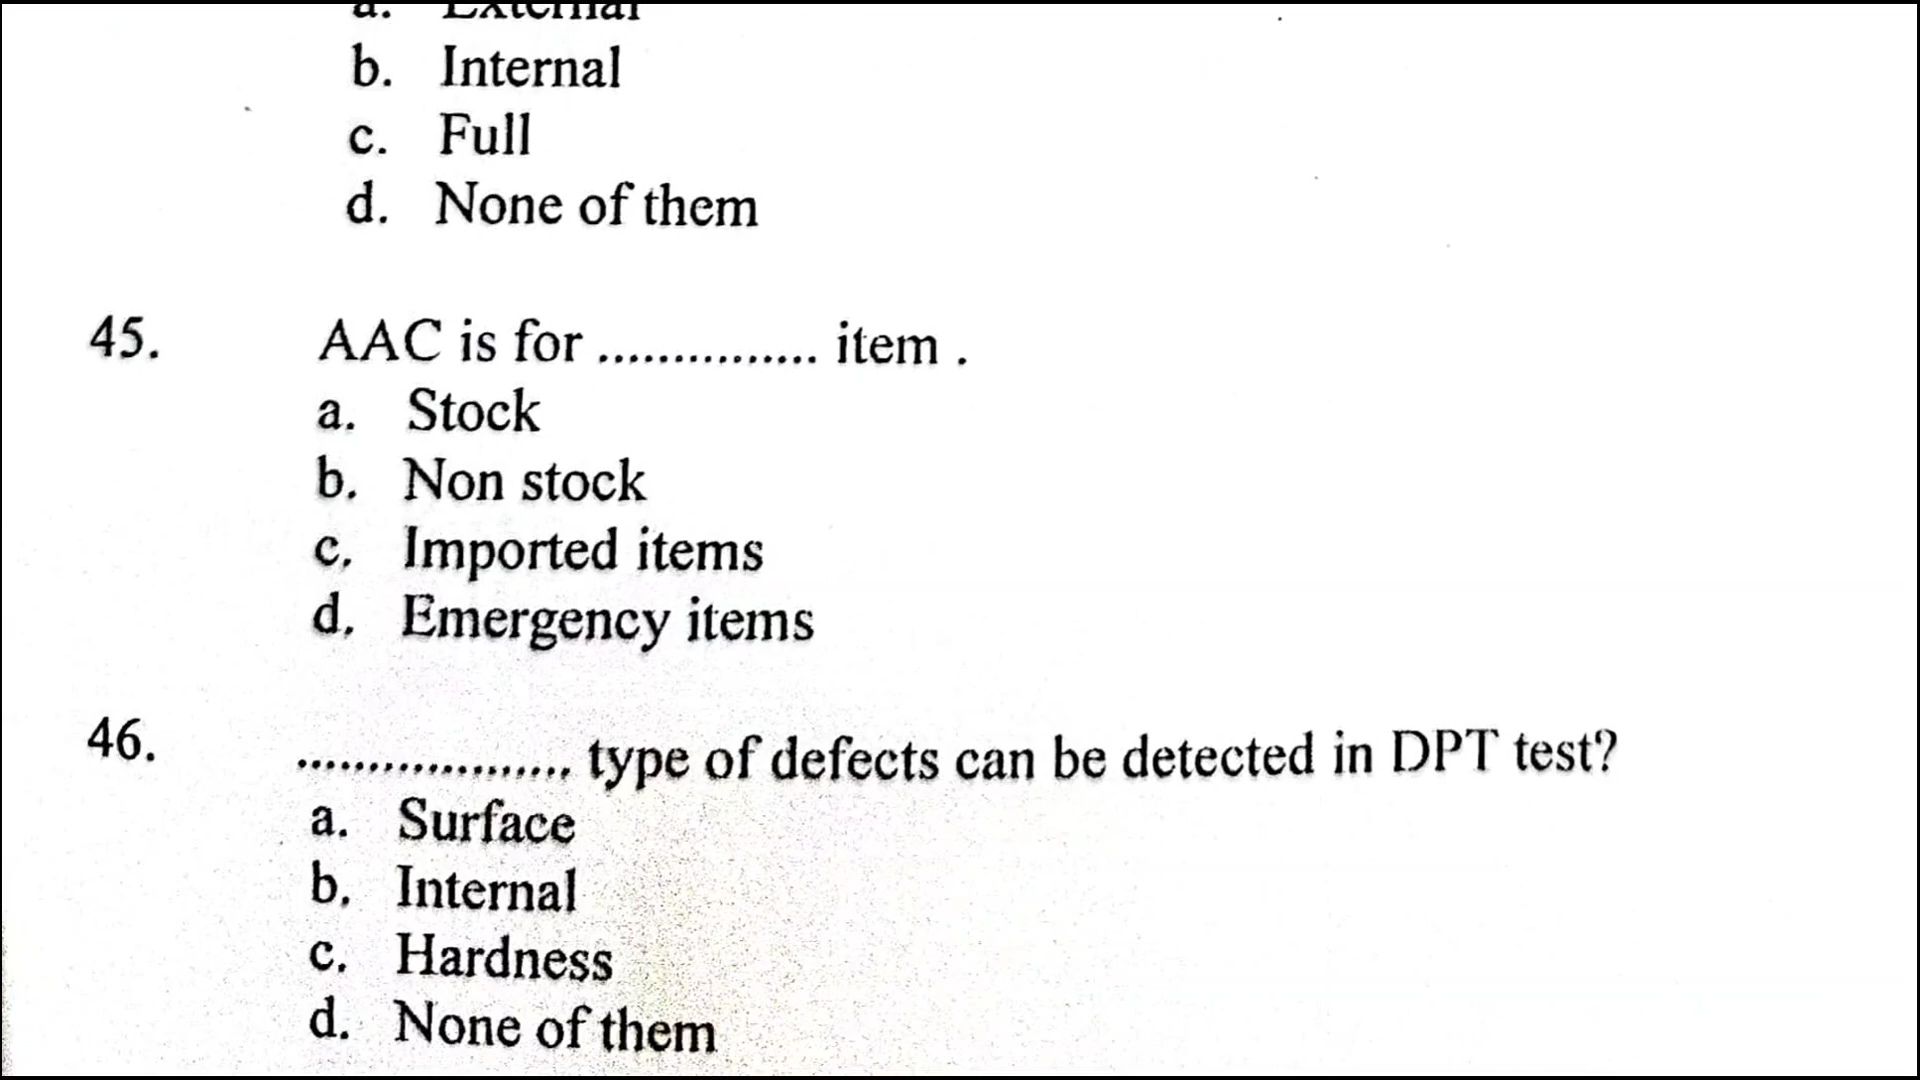 a. External
b. Internal
c. Full
d. None of them
45. AAC is for ............... item .
a. Stock
b. Non stock
c. Imported items
d. Emergency items
46. ................... type of defects can be detected in DPT test?
a. Surface
b. Internal
c. Hardness
d. None of them